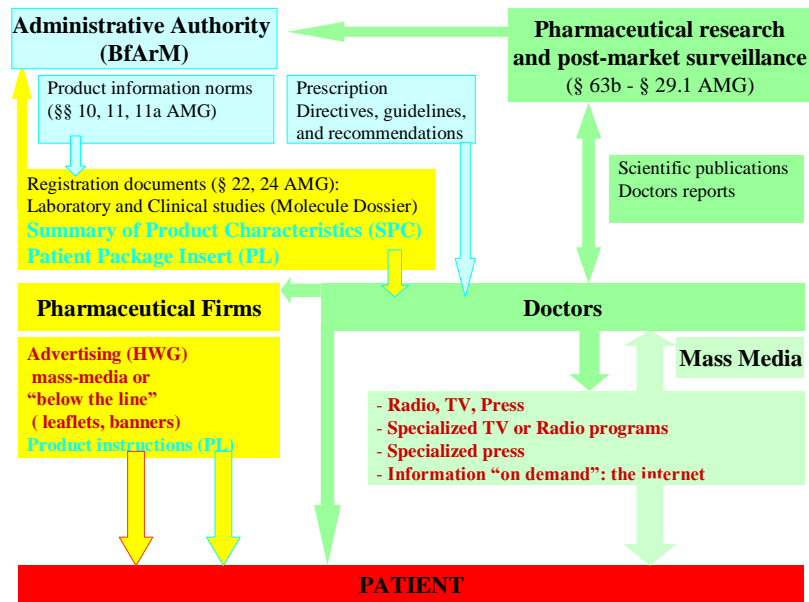 Administrative Authority
(BfArM)
Pharmaceutical research
and post-market surveillance
(§ 63b - § 29.1 AMG)
Product information norms
(§§ 10, 11, 11a AMG)
Prescription
Directives, guidelines,
and recommendations
Scientific publications
Doctors reports
Registration documents (§ 22, 24 AMG):
Laboratory and Clinical studies (Molecule Dossier)
Summary of Product Characteristics (SPC)
Patient Package Insert (PL)
Pharmaceutical Firms
Doctors
Advertising (HWG)
mass-media or
“below the line”
( leaflets, banners)
Product instructions (PL)
Mass Media
- Radio, TV, Press
- Specialized TV or Radio programs
- Specialized press
- Information “on demand”: the internet
PATIENT